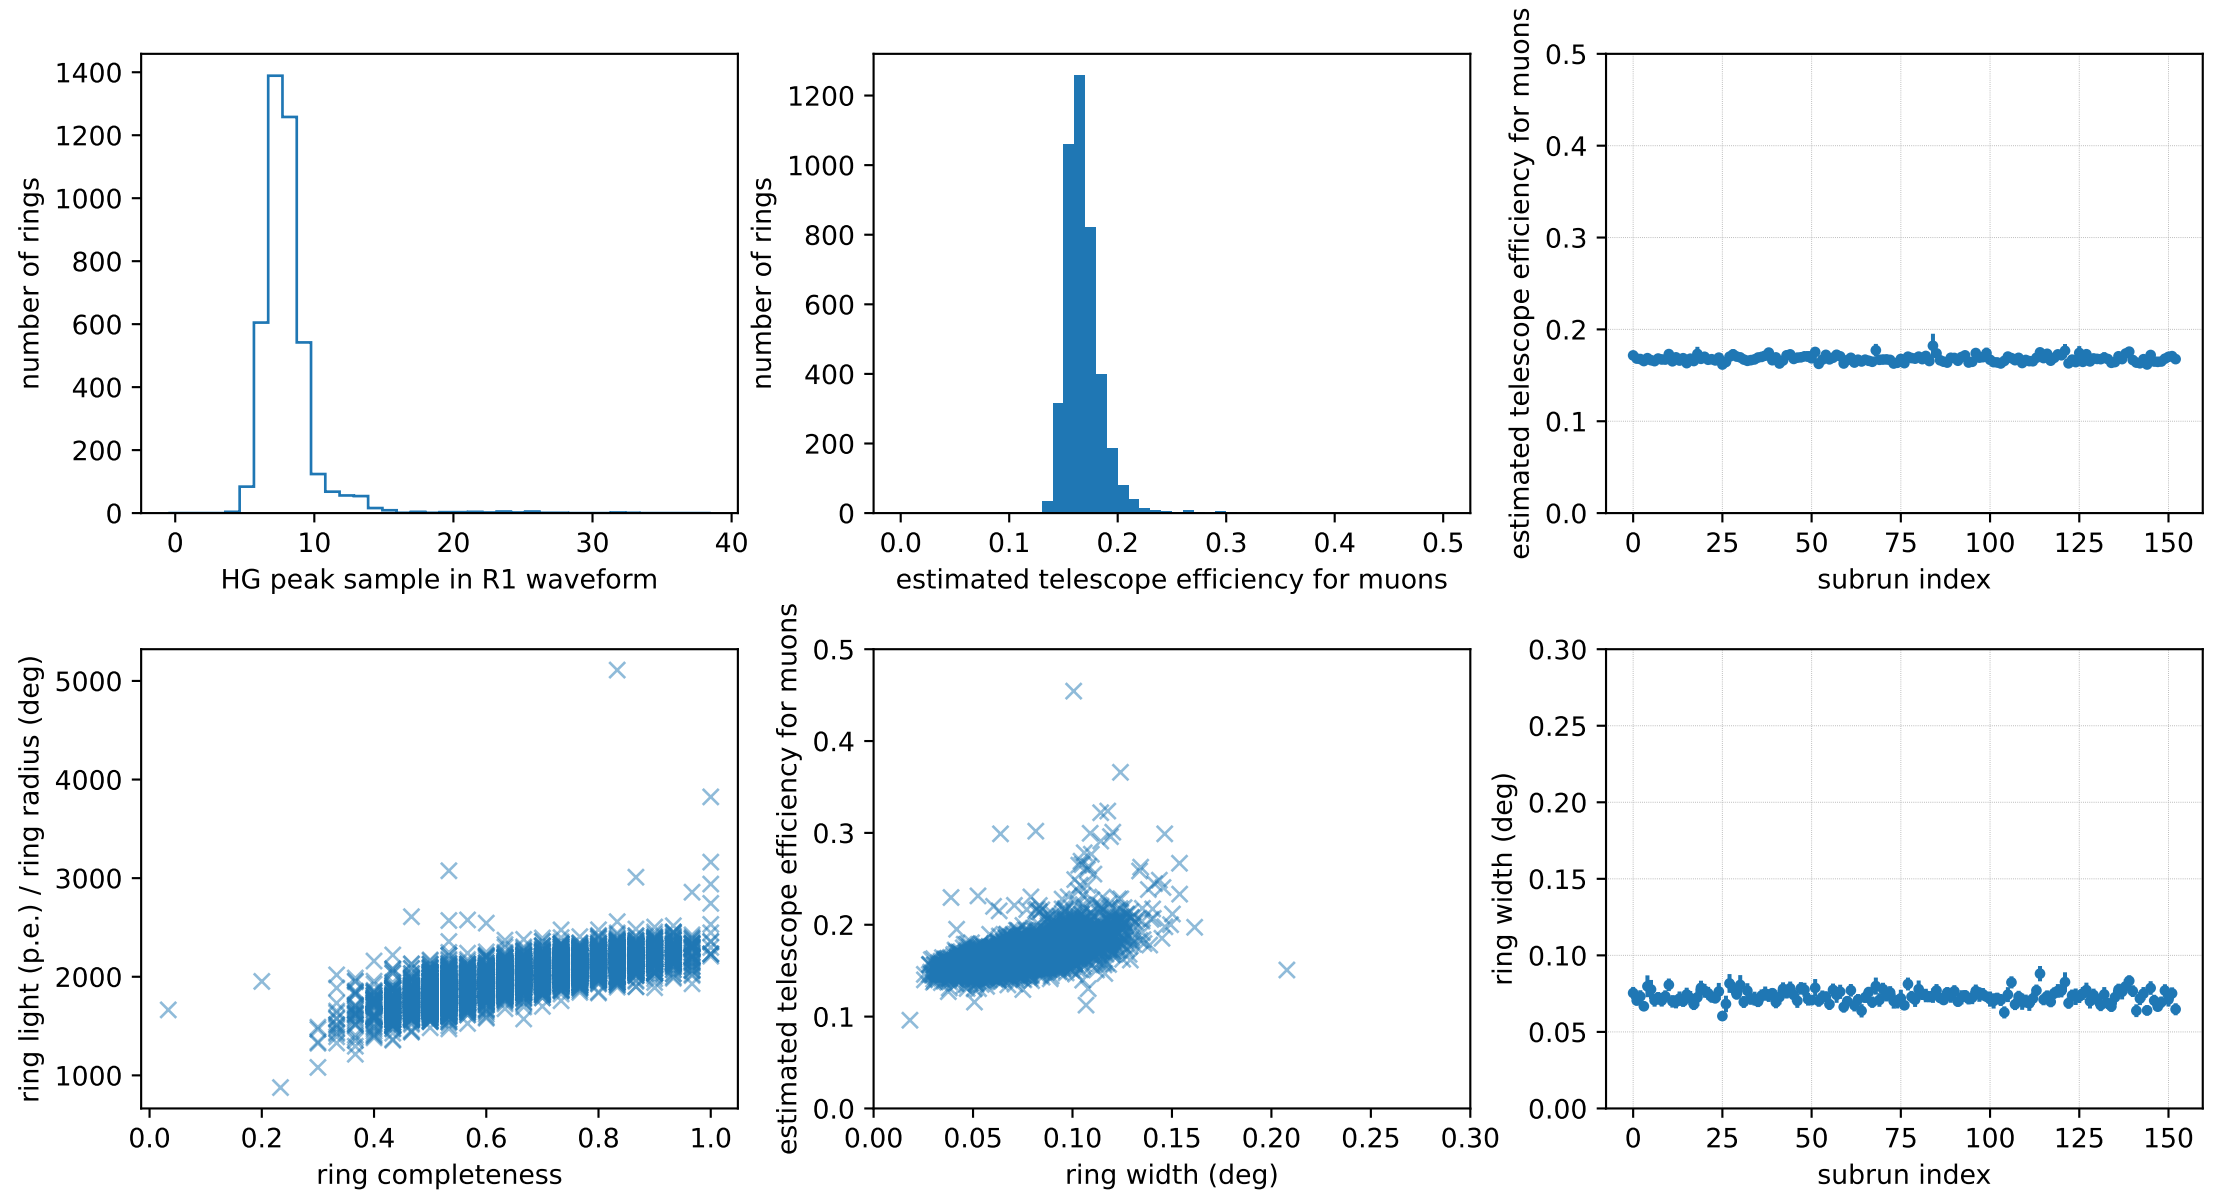 number of rings
1400
1200
1000
800
600
400
200
0
0 10 20 30 40
HG peak sample in R1 waveform
number of rings
1200
1000
800
600
400
200
0
0.0 0.1 0.2 0.3 0.4 0.5
estimated telescope efficiency for muons
estimated telescope efficiency for muons
0.5
0.4
0.3
0.2
0.1
0.0
0 25 50 75 100 125 150
subrun index
ring light (p.e.) / ring radius (deg)
5000
4000
3000
2000
1000
0.0 0.2 0.4 0.6 0.8 1.0
ring completeness
estimated telescope efficiency for muons
0.5
0.4
0.3
0.2
0.1
0.0
0.00 0.05 0.10 0.15 0.20 0.25 0.30
ring width (deg)
ring width (deg)
0.30
0.25
0.20
0.15
0.10
0.05
0.00
0 25 50 75 100 125 150
subrun index